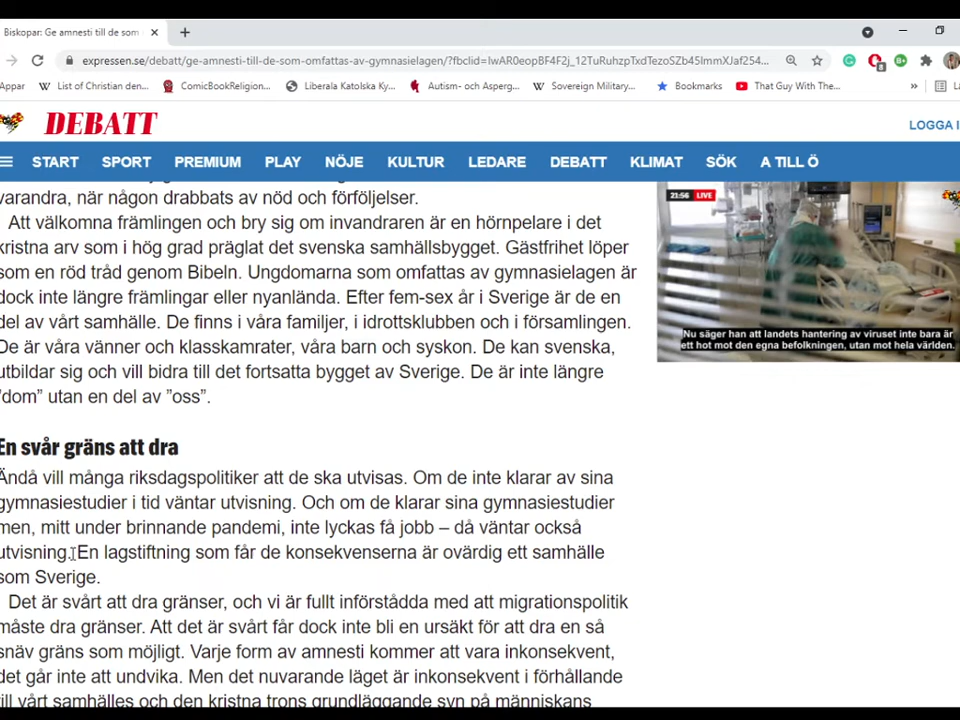 Biskopar: Ge amnesti till de som
expressen.se/debatt/ge-amnesti-till-de-som-omfattas-av-gymnasielagen/?fbclid=IwAR0eopBF4F2j_12TuRuhzpTxdTezoSZb45ImmXJaf254...
Appar List of Christian den... ComicBookReligion... Liberala Katolska Ky... Autism- och Asperg... Sovereign Military... Bookmarks That Guy With The... »
DEBATT
LOGGA I
START SPORT PREMIUM PLAY NÖJE KULTUR LEDARE DEBATT KLIMAT SÖK A TILL Ö
varandra, när någon drabbats av nöd och förföljelser.
Att välkomna främlingen och bry sig om invandraren är en hörnpelare i det
kristna arv som i hög grad präglat det svenska samhällsbygget. Gästfrihet löper
som en röd tråd genom Bibeln. Ungdomarna som omfattas av gymnasielagen är
dock inte längre främlingar eller nyanlända. Efter fem-sex år i Sverige är de en
del av vårt samhälle. De finns i våra familjer, i idrottsklubben och i församlingen.
De är våra vänner och klasskamrater, våra barn och syskon. De kan svenska,
utbildar sig och vill bidra till det fortsatta bygget av Sverige. De är inte längre
”dom” utan en del av ”oss”.
21:56 LIVE
Nu säger han att landets hantering av viruset inte bara är
ett hot mot den egna befolkningen, utan mot hela världen.
En svår gräns att dra
Ändå vill många riksdagspolitiker att de ska utvisas. Om de inte klarar av sina
gymnasiestudier i tid väntar utvisning. Och om de klarar sina gymnasiestudier
men, mitt under brinnande pandemi, inte lyckas få jobb – då väntar också
utvisning. En lagstiftning som får de konsekvenserna är ovärdig ett samhälle
som Sverige.
Det är svårt att dra gränser, och vi är fullt införstådda med att migrationspolitik
måste dra gränser. Att det är svårt får dock inte bli en ursäkt för att dra en så
snäv gräns som möjligt. Varje form av amnesti kommer att vara inkonsekvent,
det går inte att undvika. Men det nuvarande läget är inkonsekvent i förhållande
till vårt samhälles och den kristna trons grundläggande syn på människans